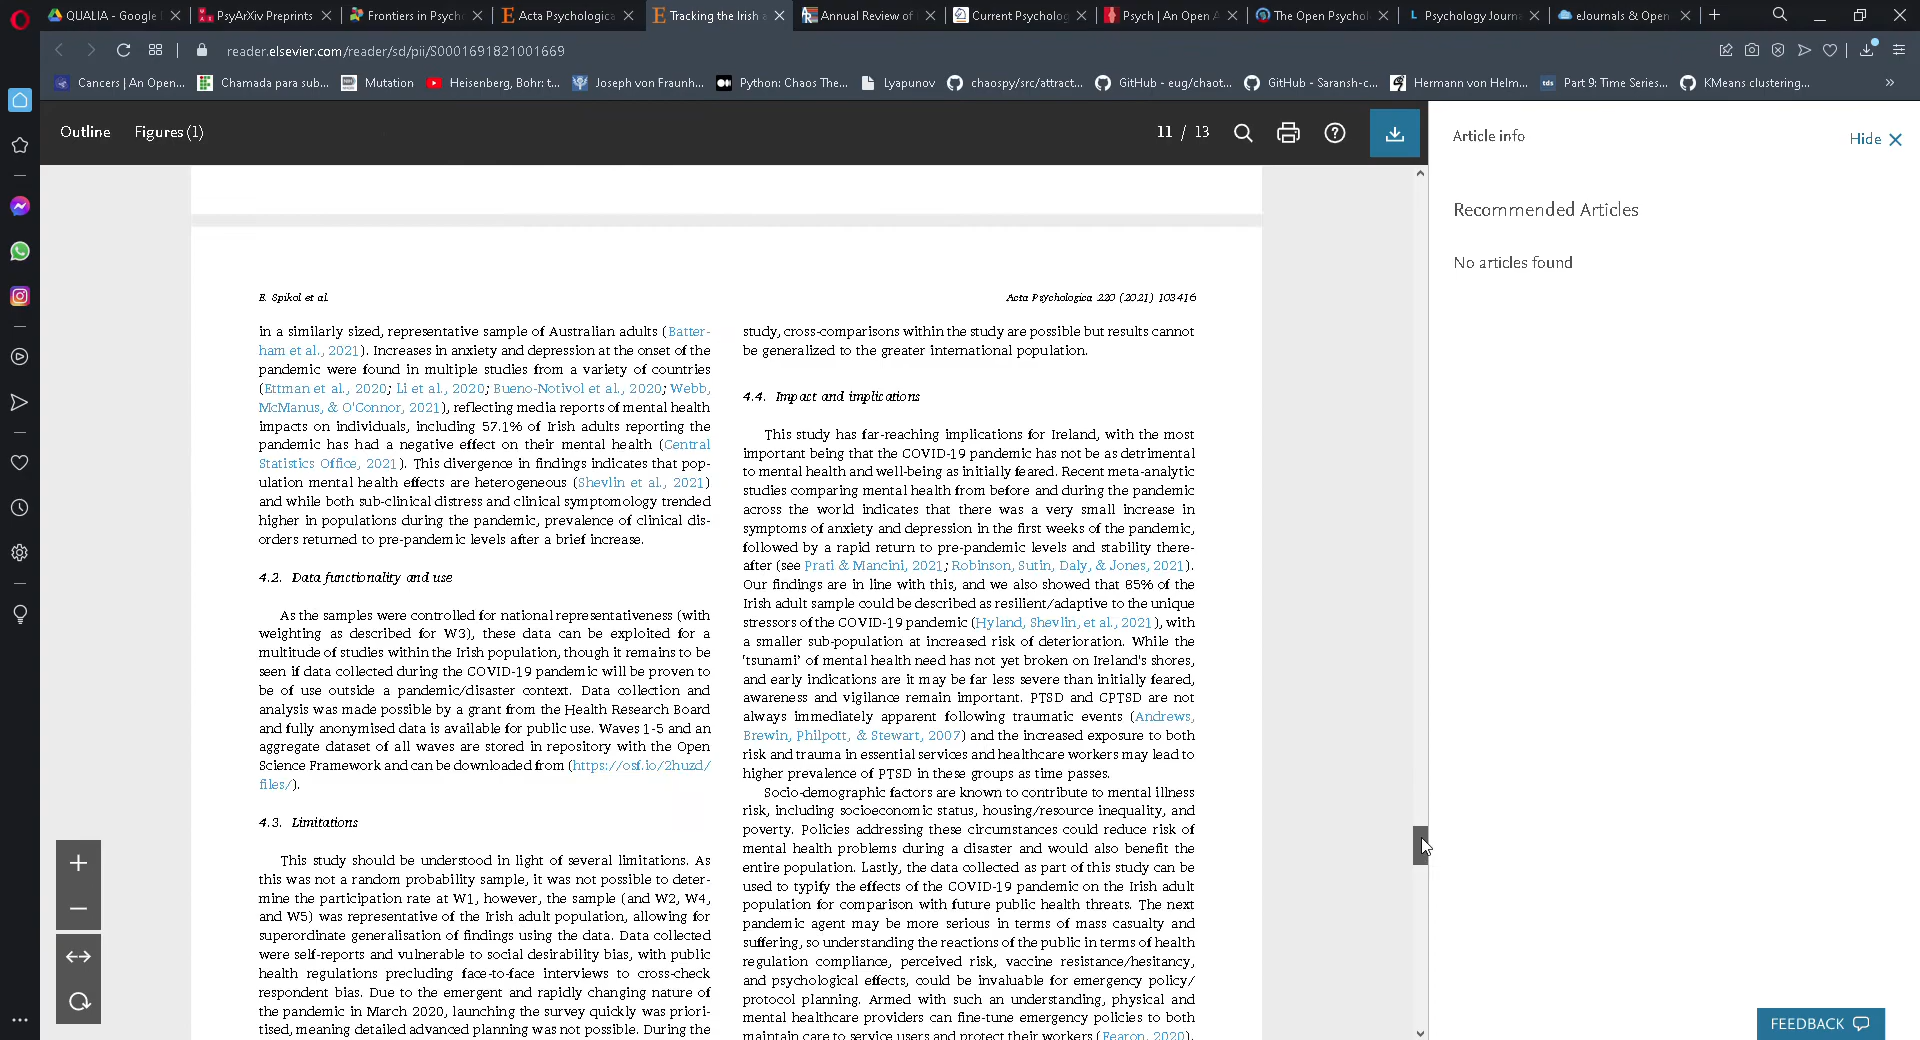 QUALIA - Google
PsyArXiv Preprints
Frontiers in Psych
Acta Psychologica
Tracking the Irish a
Annual Review of
Current Psycholog
Psych | An Open A
The Open Psychol
Psychology Journa
eJournals & Open
reader.elsevier.com/reader/sd/pii/S0001691821001669
Cancers | An Open...
Chamada para sub...
Mutation
Heisenberg, Bohr: t...
Joseph von Fraunh...
Python: Chaos The...
Lyapunov
chaospy/src/attract...
GitHub - eug/chaot...
GitHub - Saransh-c...
Hermann von Helm...
Part 9: Time Series...
KMeans clustering...
Outline
Figures (1)
11 / 13
Article info
Hide
Recommended Articles
No articles found
E. Spikol et al.
Acta Psychologica 220 (2021) 103416
in a similarly sized, representative sample of Australian adults (Batter-
ham et al., 2021). Increases in anxiety and depression at the onset of the
pandemic were found in multiple studies from a variety of countries
(Ettman et al., 2020; Li et al., 2020; Bueno-Notivol et al., 2020; Webb,
McManus, & O'Connor, 2021), reflecting media reports of mental health
impacts on individuals, including 57.1% of Irish adults reporting the
pandemic has had a negative effect on their mental health (Central
Statistics Office, 2021). This divergence in findings indicates that pop-
ulation mental health effects are heterogeneous (Shevlin et al., 2021)
and while both sub-clinical distress and clinical symptomology trended
higher in populations during the pandemic, prevalence of clinical dis-
orders returned to pre-pandemic levels after a brief increase.
4.2. Data functionality and use
As the samples were controlled for national representativeness (with
weighting as described for W3), these data can be exploited for a
multitude of studies within the Irish population, though it remains to be
seen if data collected during the COVID-19 pandemic will be proven to
be of use outside a pandemic/disaster context. Data collection and
analysis was made possible by a grant from the Health Research Board
and fully anonymised data is available for public use. Waves 1-5 and an
aggregate dataset of all waves are stored in repository with the Open
Science Framework and can be downloaded from (https://osf.io/2huzd/
files/).
4.3. Limitations
This study should be understood in light of several limitations. As
this was not a random probability sample, it was not possible to deter-
mine the participation rate at W1, however, the sample (and W2, W4,
and W5) was representative of the Irish adult population, allowing for
superordinate generalisation of findings using the data. Data collected
were self-reports and vulnerable to social desirability bias, with public
health regulations precluding face-to-face interviews to cross-check
respondent bias. Due to the emergent and rapidly changing nature of
the pandemic in March 2020, launching the survey quickly was priori-
tised, meaning detailed advanced planning was not possible. During the
study, cross-comparisons within the study are possible but results cannot
be generalized to the greater international population.
4.4. Impact and implications
This study has far-reaching implications for Ireland, with the most
important being that the COVID-19 pandemic has not be as detrimental
to mental health and well-being as initially feared. Recent meta-analytic
studies comparing mental health from before and during the pandemic
across the world indicates that there was a very small increase in
symptoms of anxiety and depression in the first weeks of the pandemic,
followed by a rapid return to pre-pandemic levels and stability there-
after (see Prati & Mancini, 2021; Robinson, Sutin, Daly, & Jones, 2021).
Our findings are in line with this, and we also showed that 85% of the
Irish adult sample could be described as resilient/adaptive to the unique
stressors of the COVID-19 pandemic (Hyland, Shevlin, et al., 2021), with
a smaller sub-population at increased risk of deterioration. While the
'tsunami' of mental health need has not yet broken on Ireland's shores,
and early indications are it may be far less severe than initially feared,
awareness and vigilance remain important. PTSD and CPTSD are not
always immediately apparent following traumatic events (Andrews,
Brewin, Philpott, & Stewart, 2007) and the increased exposure to both
risk and trauma in essential services and healthcare workers may lead to
higher prevalence of PTSD in these groups as time passes.
Socio-demographic factors are known to contribute to mental illness
risk, including socioeconomic status, housing/resource inequality, and
poverty. Policies addressing these circumstances could reduce risk of
mental health problems during a disaster and would also benefit the
entire population. Lastly, the data collected as part of this study can be
used to typify the effects of the COVID-19 pandemic on the Irish adult
population for comparison with future public health threats. The next
pandemic agent may be more serious in terms of mass casualty and
suffering, so understanding the reactions of the public in terms of health
regulation compliance, perceived risk, vaccine resistance/hesitancy,
and psychological effects, could be invaluable for emergency policy/
protocol planning. Armed with such an understanding, physical and
mental healthcare providers can fine-tune emergency policies to both
maintain care to service users and protect their workers (Fearon, 2020).
FEEDBACK